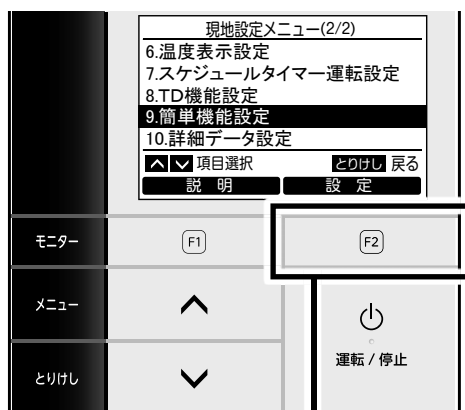 現地設定メニュー(2/2)
6.温度表示設定
7.スケジュールタイマー運転設定
8.TD機能設定
9.簡単機能設定
10.詳細データ設定
項目選択 とりけし 戻る
説 明 設 定
モニター F1 F2
メニュー
運転 / 停止
とりけし